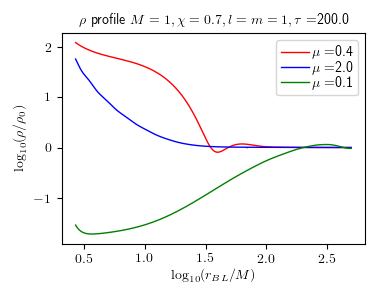 ρ profile M = 1, χ = 0.7, l = m = 1, τ =200.0
μ =0.4
μ =2.0
μ =0.1
log₁₀(ρ/ρ₀)
2
1
0
−1
0.5 1.0 1.5 2.0 2.5
log₁₀(r_BL/M)